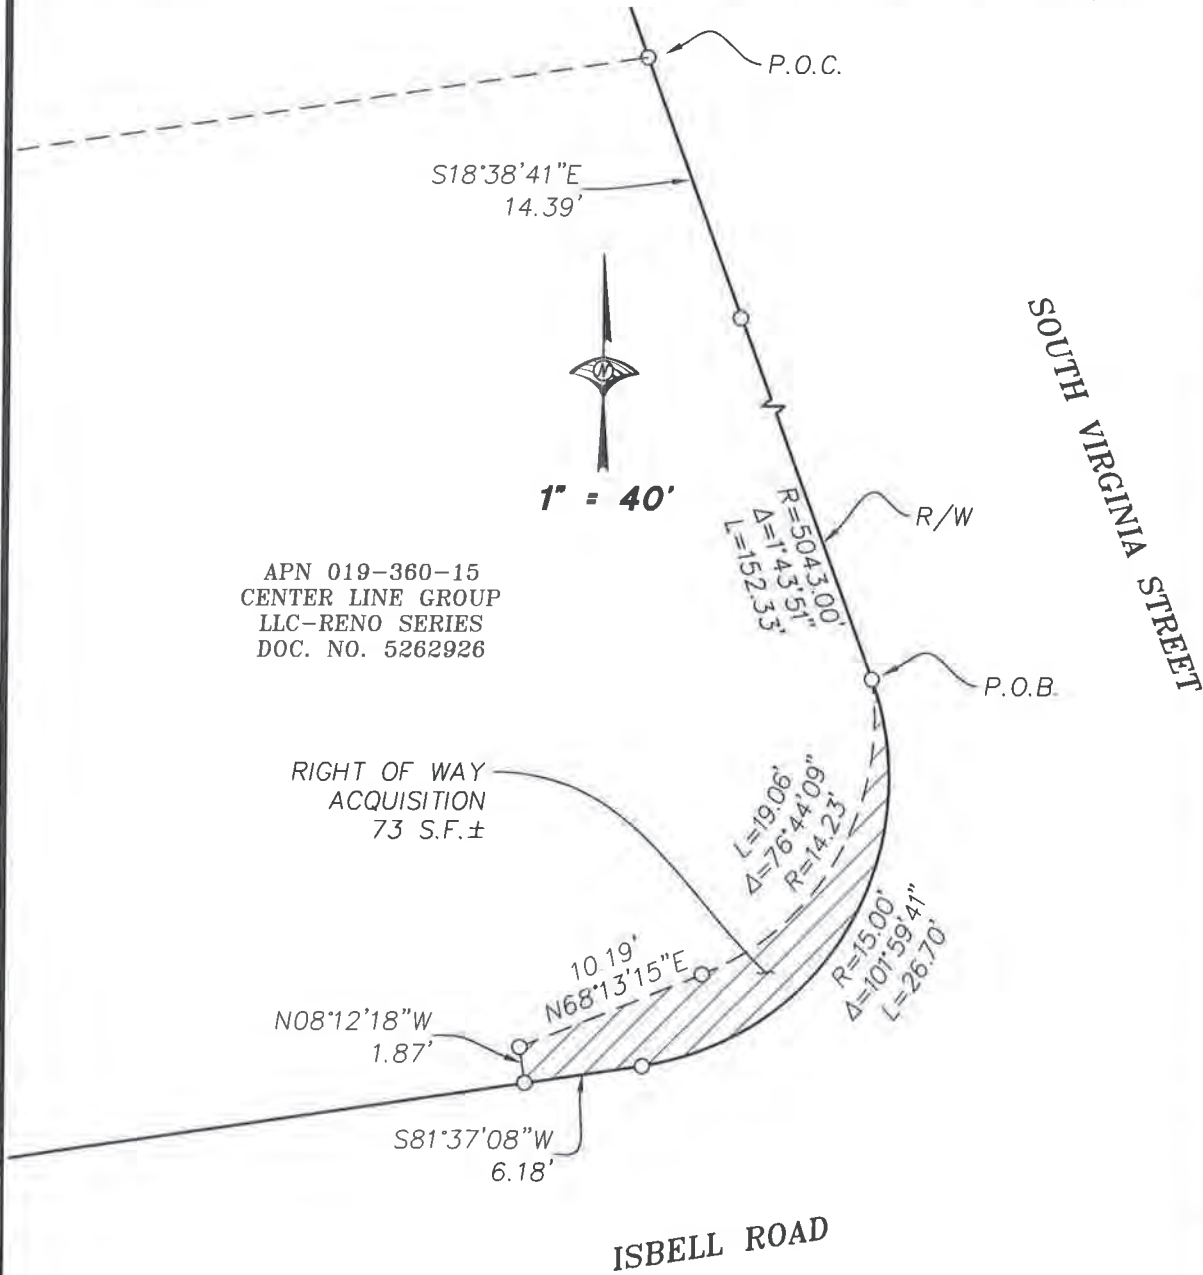 P.O.C.
S18°38'41"E
14.39'
N
1" = 40'
SOUTH VIRGINIA STREET
R=5043.00'
Δ=1°43'51"
L=152.33'
R/W
APN 019-360-15
CENTER LINE GROUP
LLC-RENO SERIES
DOC. NO. 5262926
P.O.B.
RIGHT OF WAY
ACQUISITION
73 S.F.±
L=19.06'
Δ=76°44'09"
R=14.23'
R=15.00'
Δ=101°59'41"
L=26.70'
10.19'
N68°13'15"E
N08°12'18"W
1.87'
S81°37'08"W
6.18'
ISBELL ROAD